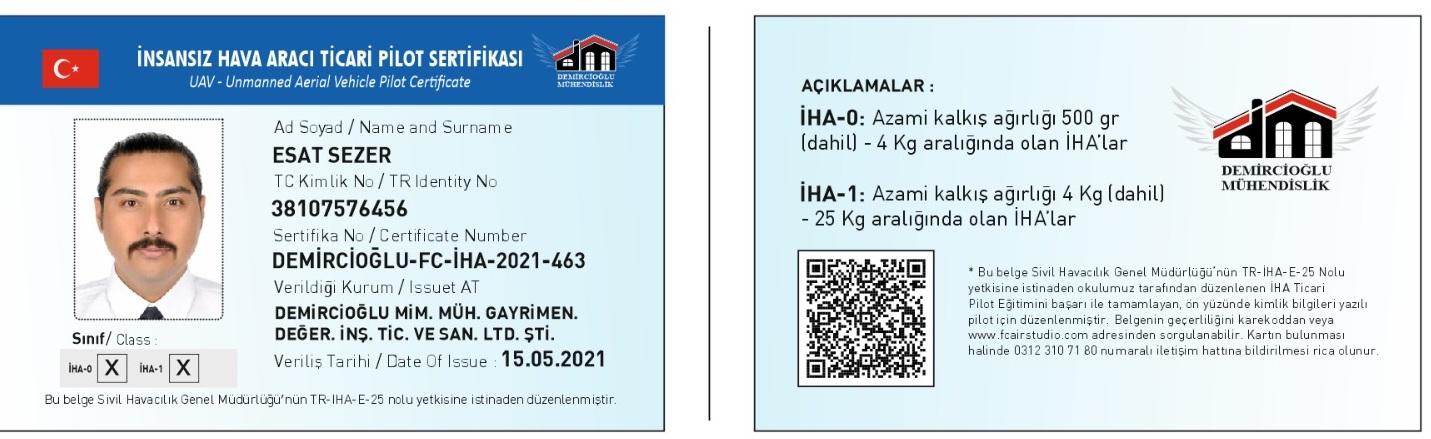 İNSANSIZ HAVA ARACI TİCARİ PİLOT SERTİFİKASI
UAV - Unmanned Aerial Vehicle Pilot Certificate
DEMİRCİOĞLU
MÜHENDİSLİK
Ad Soyad / Name and Surname
ESAT SEZER
TC Kimlik No / TR Identity No
38107576456
Sertifika No / Certificate Number
DEMİRCİOĞLU-FC-İHA-2021-463
Verildiği Kurum / Issuet AT
DEMİRCİOĞLU MİM. MÜH. GAYRİMEN.
DEĞER. İNŞ. TİC. VE SAN. LTD. ŞTİ.
Veriliş Tarihi / Date Of Issue : 15.05.2021
Sınıf/ Class :
İHA-0 X İHA-1 X
Bu belge Sivil Havacılık Genel Müdürlüğü'nün TR-IHA-E-25 nolu yetkisine istinaden düzenlenmiştir.
AÇIKLAMALAR :
İHA-0: Azami kalkış ağırlığı 500 gr
(dahil) - 4 Kg aralığında olan İHA'lar
İHA-1: Azami kalkış ağırlığı 4 Kg (dahil)
- 25 Kg aralığında olan İHA'lar
dm
DEMİRCİOĞLU
MÜHENDİSLİK
* Bu belge Sivil Havacılık Genel Müdürlüğü'nün TR-İHA-E-25 Nolu
yetkisine istinaden okulumuz tarafından düzenlenen İHA Ticari
Pilot Eğitimini başarı ile tamamlayan, ön yüzünde kimlik bilgileri yazılı
pilot için düzenlenmiştir. Belgenin geçerliliğini karekoddan veya
www.fcairstudio.com adresinden sorgulanabilir. Kartın bulunması
halinde 0312 310 71 80 numaralı iletişim hattına bildirilmesi rica olunur.